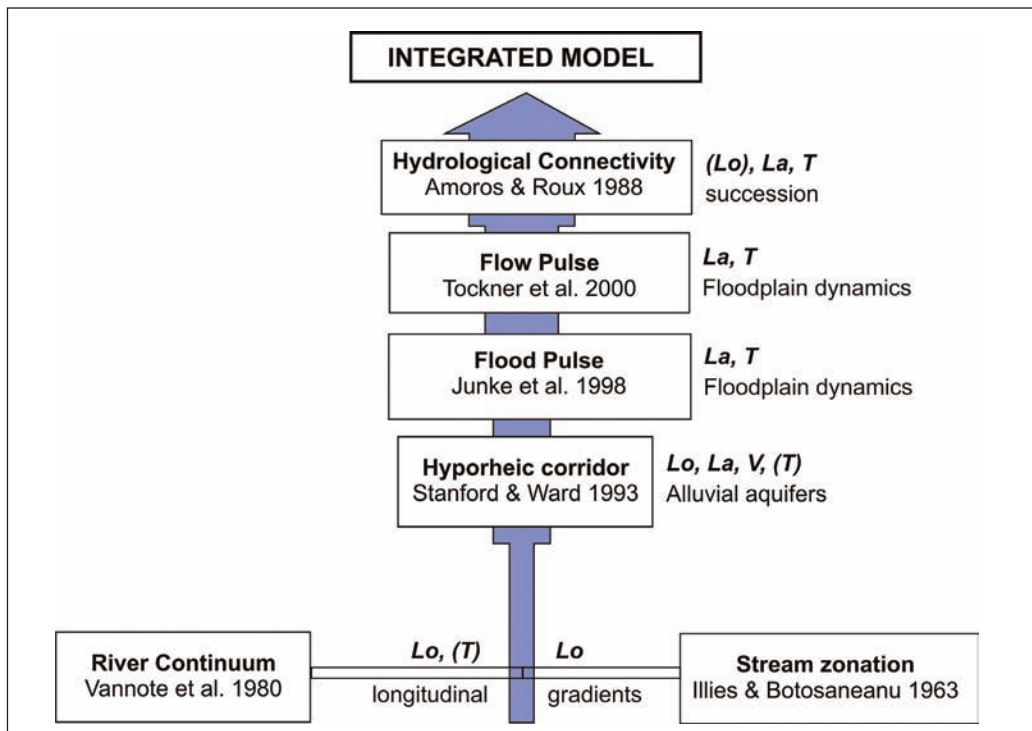 INTEGRATED MODEL
Hydrological Connectivity
Amoros & Roux 1988
(Lo), La, T
succession
Flow Pulse
Tockner et al. 2000
La, T
Floodplain dynamics
Flood Pulse
Junke et al. 1998
La, T
Floodplain dynamics
Hyporheic corridor
Stanford & Ward 1993
Lo, La, V, (T)
Alluvial aquifers
River Continuum
Vannote et al. 1980
Lo, (T)
longitudinal
Lo
gradients
Stream zonation
Illies & Botosaneanu 1963